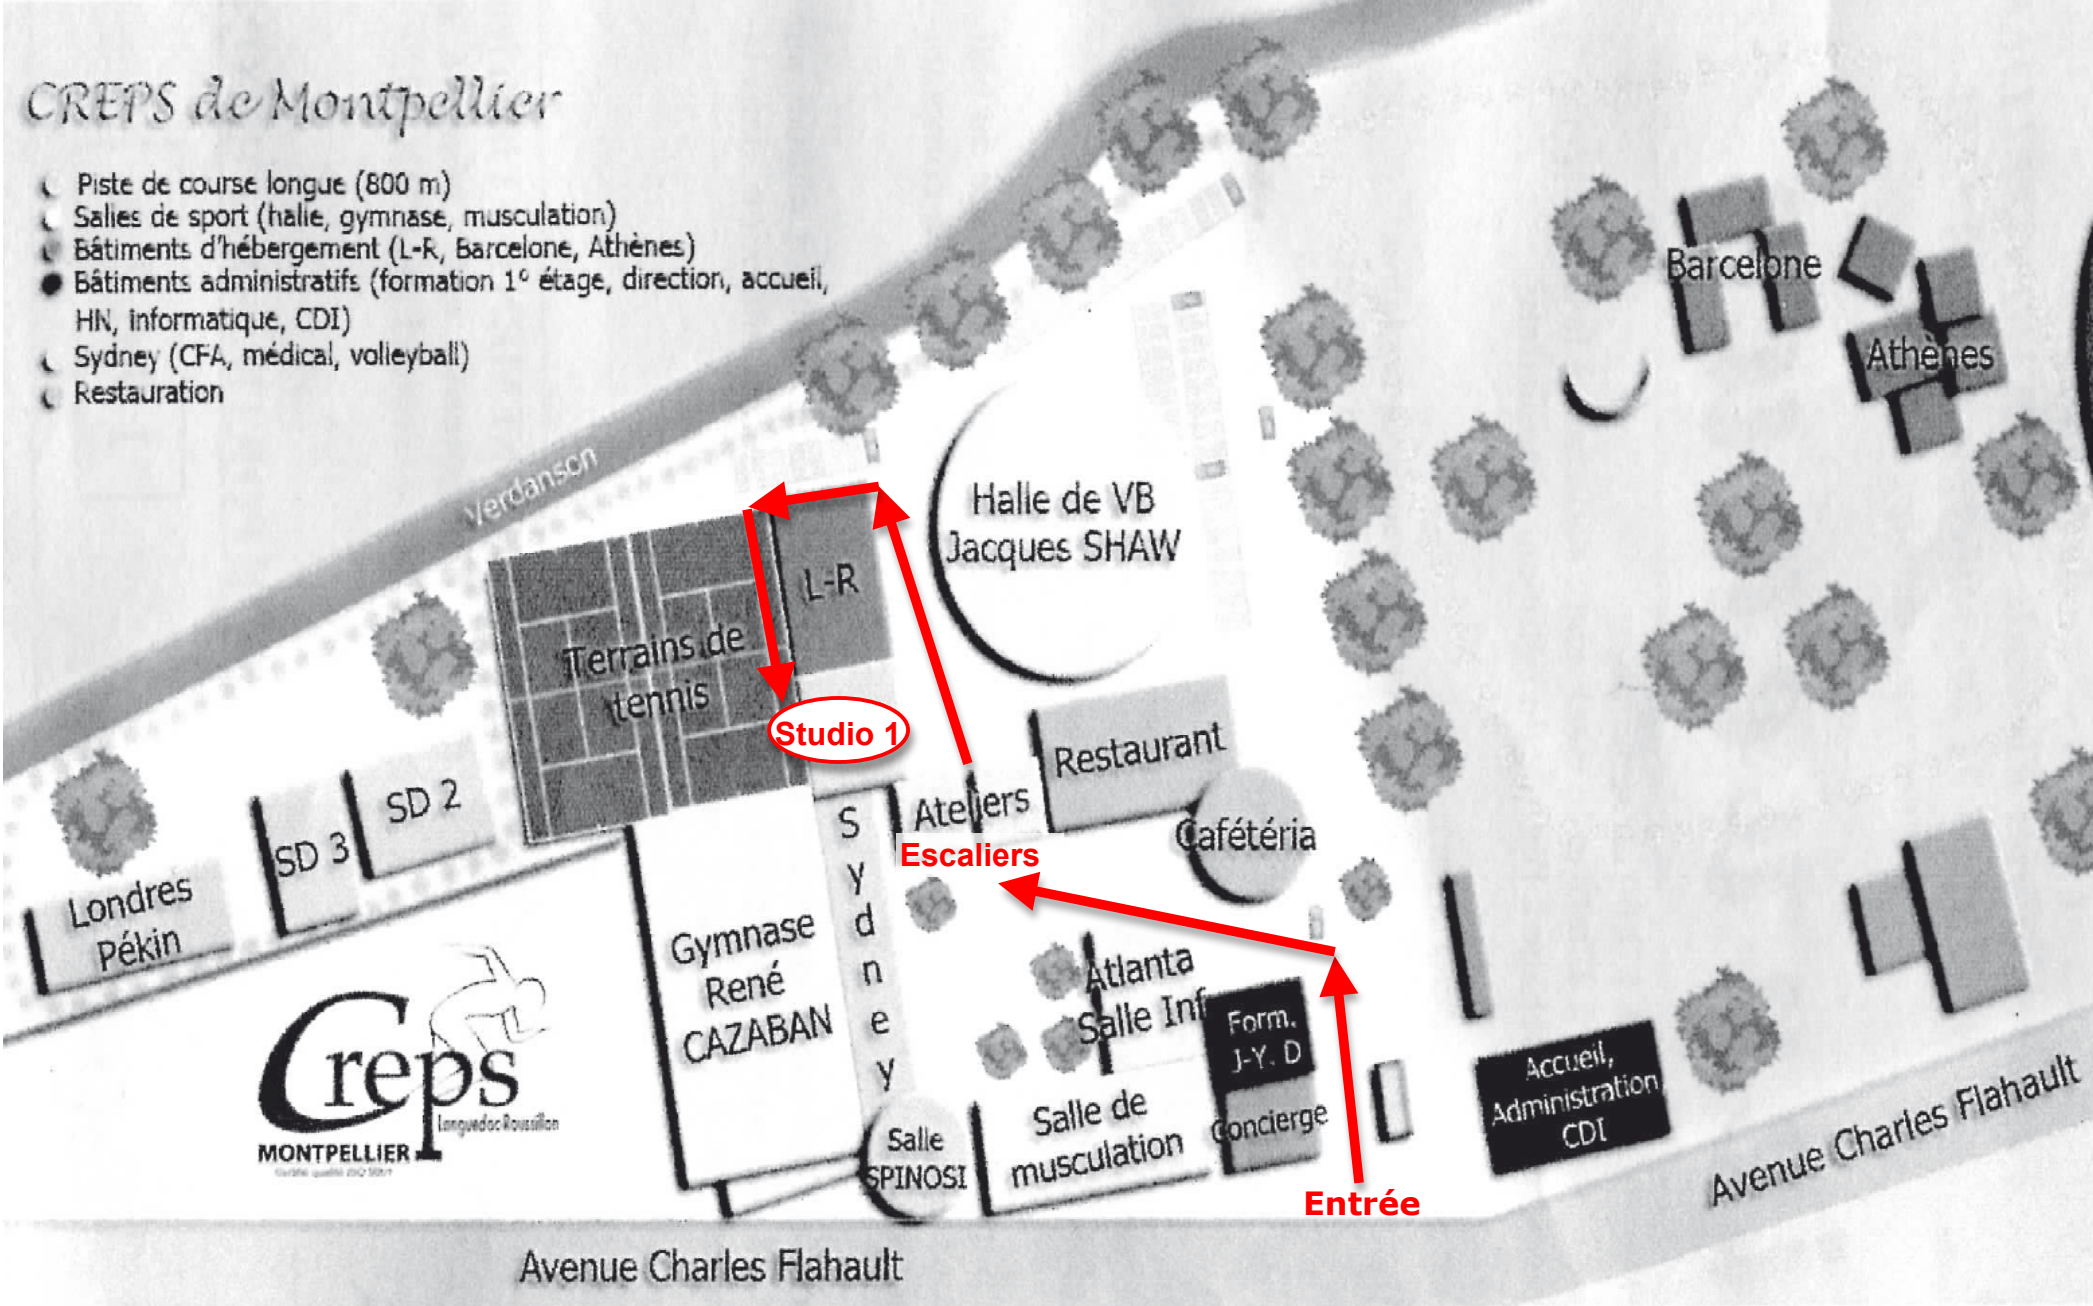 CREPS de Montpellier
Piste de course longue (800 m)
Salles de sport (halle, gymnase, musculation)
Bâtiments d'hébergement (L-R, Barcelone, Athènes)
Bâtiments administratifs (formation 1° étage, direction, accueil,
HN, informatique, CDI)
Sydney (CFA, médical, volleyball)
Restauration
Verdanson
Barcelone
Athènes
Halle de VB
Jacques SHAW
L-R
Terrains de
tennis
Studio 1
Restaurant
Cafétéria
Ateliers
Escaliers
SD 2
SD 3
Londres
Pékin
Sydney
Gymnase
René
CAZABAN
Atlanta
Salle Inf
Form.
J-Y. D
Concierge
Salle de
musculation
Salle
SPINOSI
Accueil,
Administration
CDI
Entrée
Creps
Languedoc-Roussillon
MONTPELLIER
Avenue Charles Flahault
Avenue Charles Flahault